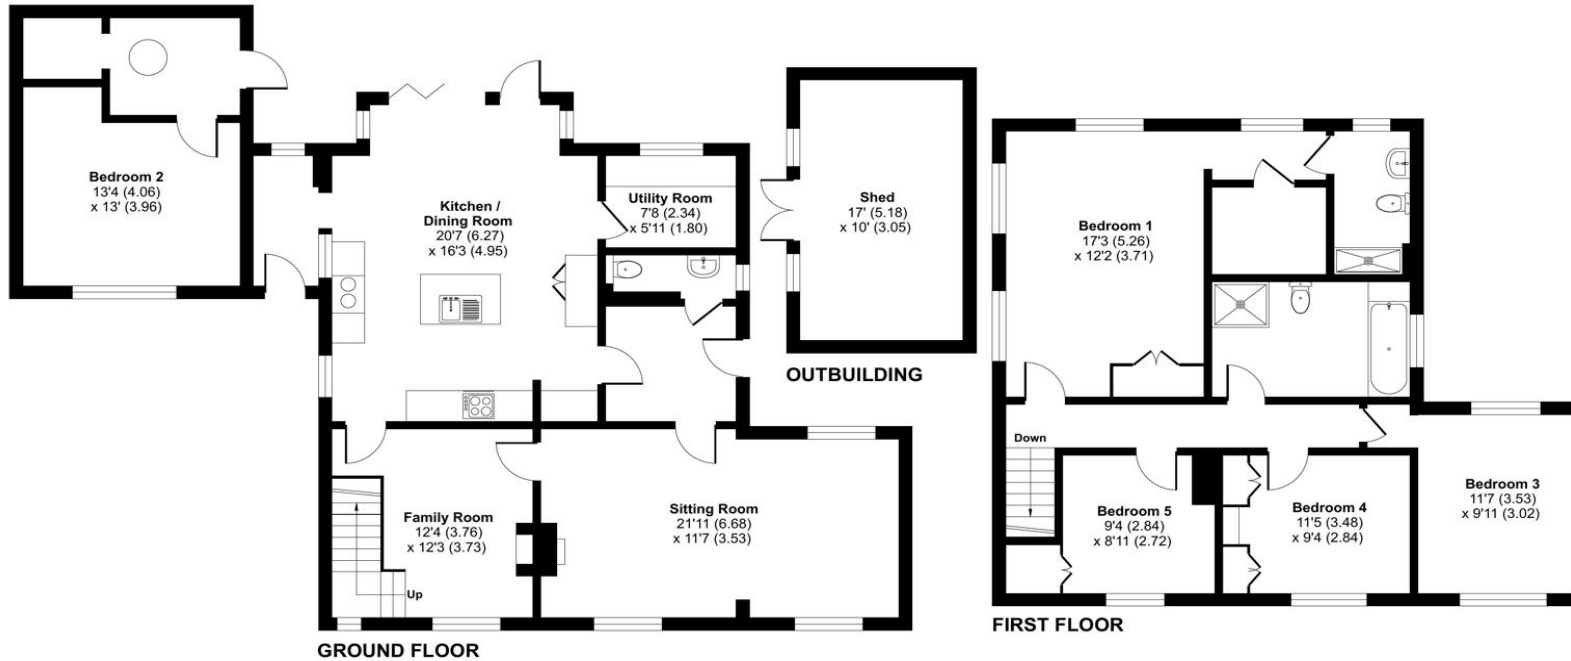 Bedroom 2
13'4 (4.06)
x 13' (3.96)
Kitchen /
Dining Room
20'7 (6.27)
x 16'3 (4.95)
Utility Room
7'8 (2.34)
x 5'11 (1.80)
Family Room
12'4 (3.76)
x 12'3 (3.73)
Up
Sitting Room
21'11 (6.68)
x 11'7 (3.53)
GROUND FLOOR
Shed
17' (5.18)
x 10' (3.05)
OUTBUILDING
Bedroom 1
17'3 (5.26)
x 12'2 (3.71)
Down
Bedroom 5
9'4 (2.84)
x 8'11 (2.72)
Bedroom 4
11'5 (3.48)
x 9'4 (2.84)
Bedroom 3
11'7 (3.53)
x 9'11 (3.02)
FIRST FLOOR